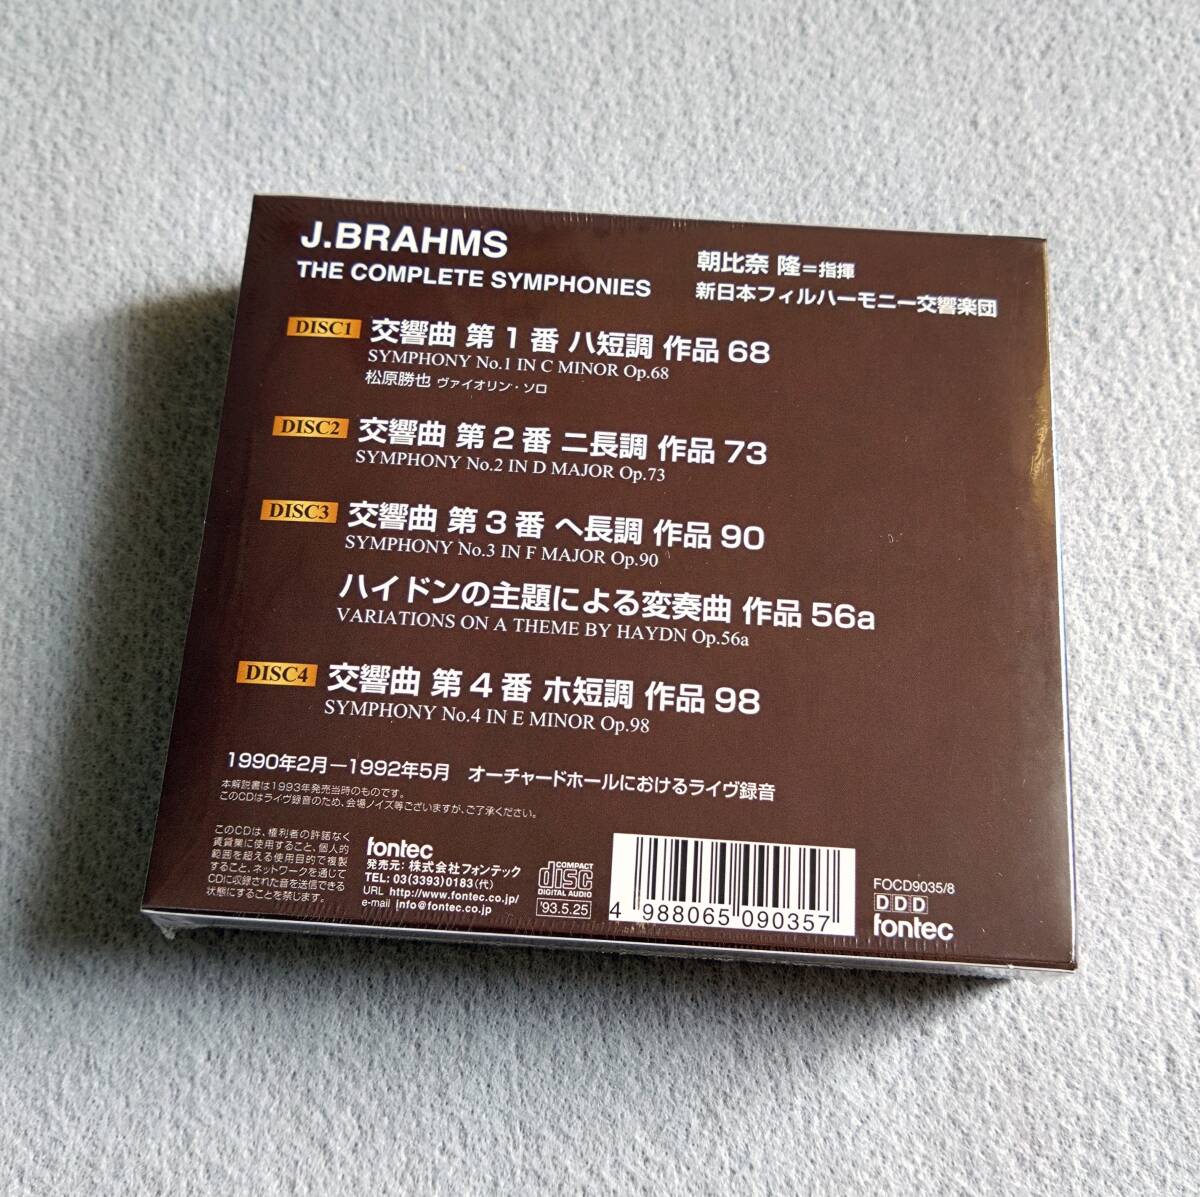 J.BRAHMS
THE COMPLETE SYMPHONIES
朝比奈 隆=指揮
新日本フィルハーモニー交響楽団
DISC1 交響曲 第1番 ハ短調 作品68
SYMPHONY No.1 IN C MINOR Op.68
松原勝也 ヴァイオリン・ソロ
DISC2 交響曲 第2番 ニ長調 作品73
SYMPHONY No.2 IN D MAJOR Op.73
DISC3 交響曲 第3番 ヘ長調 作品90
SYMPHONY No.3 IN F MAJOR Op.90
ハイドンの主題による変奏曲 作品56a
VARIATIONS ON A THEME BY HAYDN Op.56a
DISC4 交響曲 第4番 ホ短調 作品98
SYMPHONY No.4 IN E MINOR Op.98
1990年2月—1992年5月 オーチャードホールにおけるライヴ録音
本解説書は1993年発売当時のものです。
このCDはライヴ録音のため、会場ノイズ等ございますが、ご了承ください。
このCDは、権利者の許諾なく
賃貸業に使用すること、個人的
範囲を超える使用目的で複製
すること、ネットワークを通じて
CDに収録された音を送信できる
状態にすることを禁じます。
fontec
発売元：株式会社フォンテック
TEL: 03(3393)0183(代)
URL http://www.fontec.co.jp/
e-mail info@fontec.co.jp
COMPACT
disc
DIGITAL AUDIO
'93.5.25
4 988065 090357
FOCD9035/8
DDD
fontec